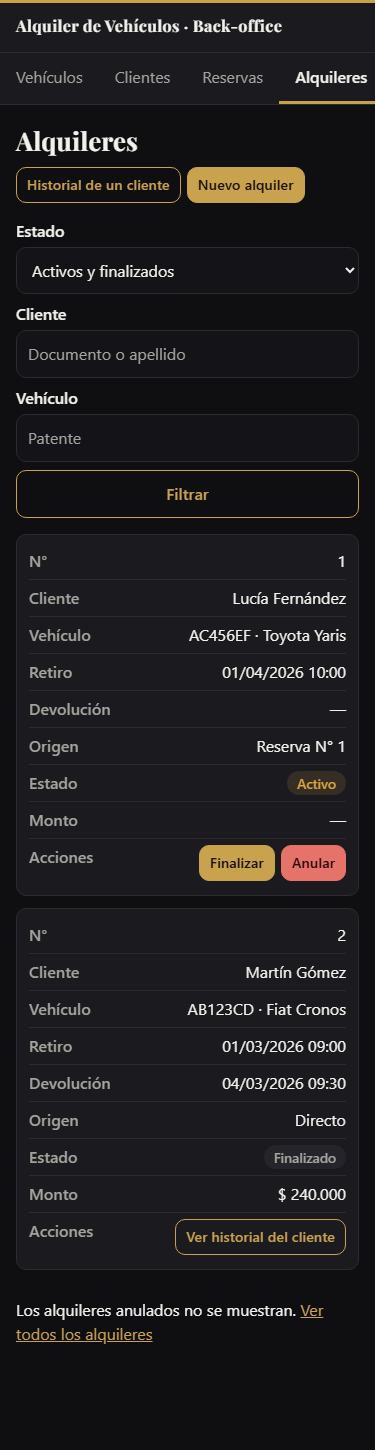 Alquiler de Vehículos · Back-office
Vehículos Clientes Reservas Alquileres
Alquileres
Historial de un cliente Nuevo alquiler
Estado
Activos y finalizados
Cliente
Documento o apellido
Vehículo
Patente
Filtrar
N° 1
Cliente Lucía Fernández
Vehículo AC456EF · Toyota Yaris
Retiro 01/04/2026 10:00
Devolución —
Origen Reserva N° 1
Estado Activo
Monto —
Acciones Finalizar Anular
N° 2
Cliente Martín Gómez
Vehículo AB123CD · Fiat Cronos
Retiro 01/03/2026 09:00
Devolución 04/03/2026 09:30
Origen Directo
Estado Finalizado
Monto $ 240.000
Acciones Ver historial del cliente
Los alquileres anulados no se muestran. Ver
todos los alquileres